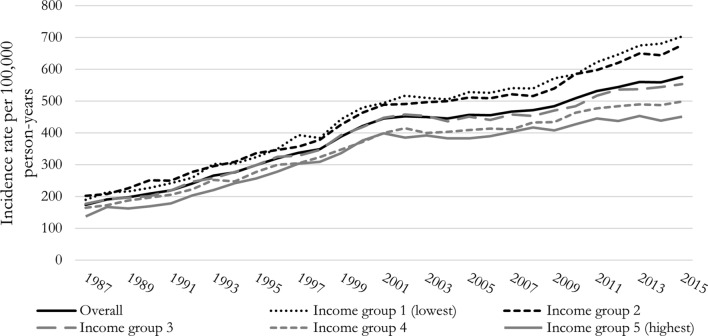 Incidence rate per 100,000
person-years
800
700
600
500
400
300
200
100
0
1987 1989 1991 1993 1995 1997 1999 2001 2003 2005 2007 2009 2011 2013 2015
Overall Income group 1 (lowest) Income group 2
Income group 3 Income group 4 Income group 5 (highest)